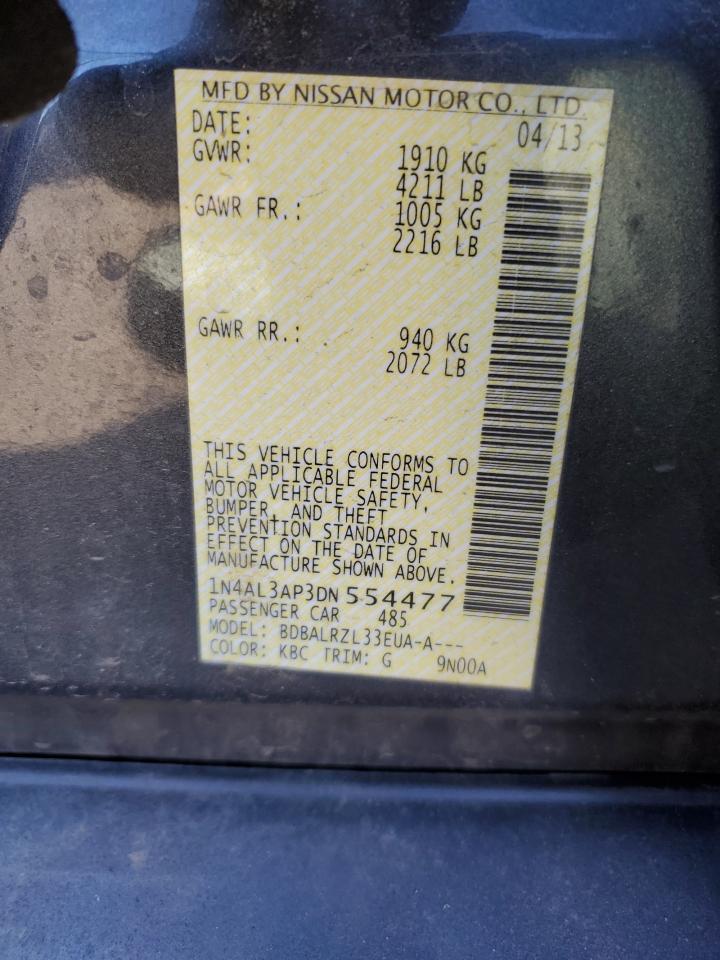 MFD BY NISSAN MOTOR CO., LTD.
DATE: 04/13
GVWR: 1910 KG
4211 LB
GAWR FR.: 1005 KG
2216 LB
GAWR RR.: 940 KG
2072 LB
THIS VEHICLE CONFORMS TO
ALL APPLICABLE FEDERAL
MOTOR VEHICLE SAFETY,
BUMPER, AND THEFT
PREVENTION STANDARDS IN
EFFECT ON THE DATE OF
MANUFACTURE SHOWN ABOVE.
1N4AL3AP3DN554477
PASSENGER CAR 485
MODEL: BDBALRZL33EUA-A---
COLOR: KBC TRIM: G 9N00A